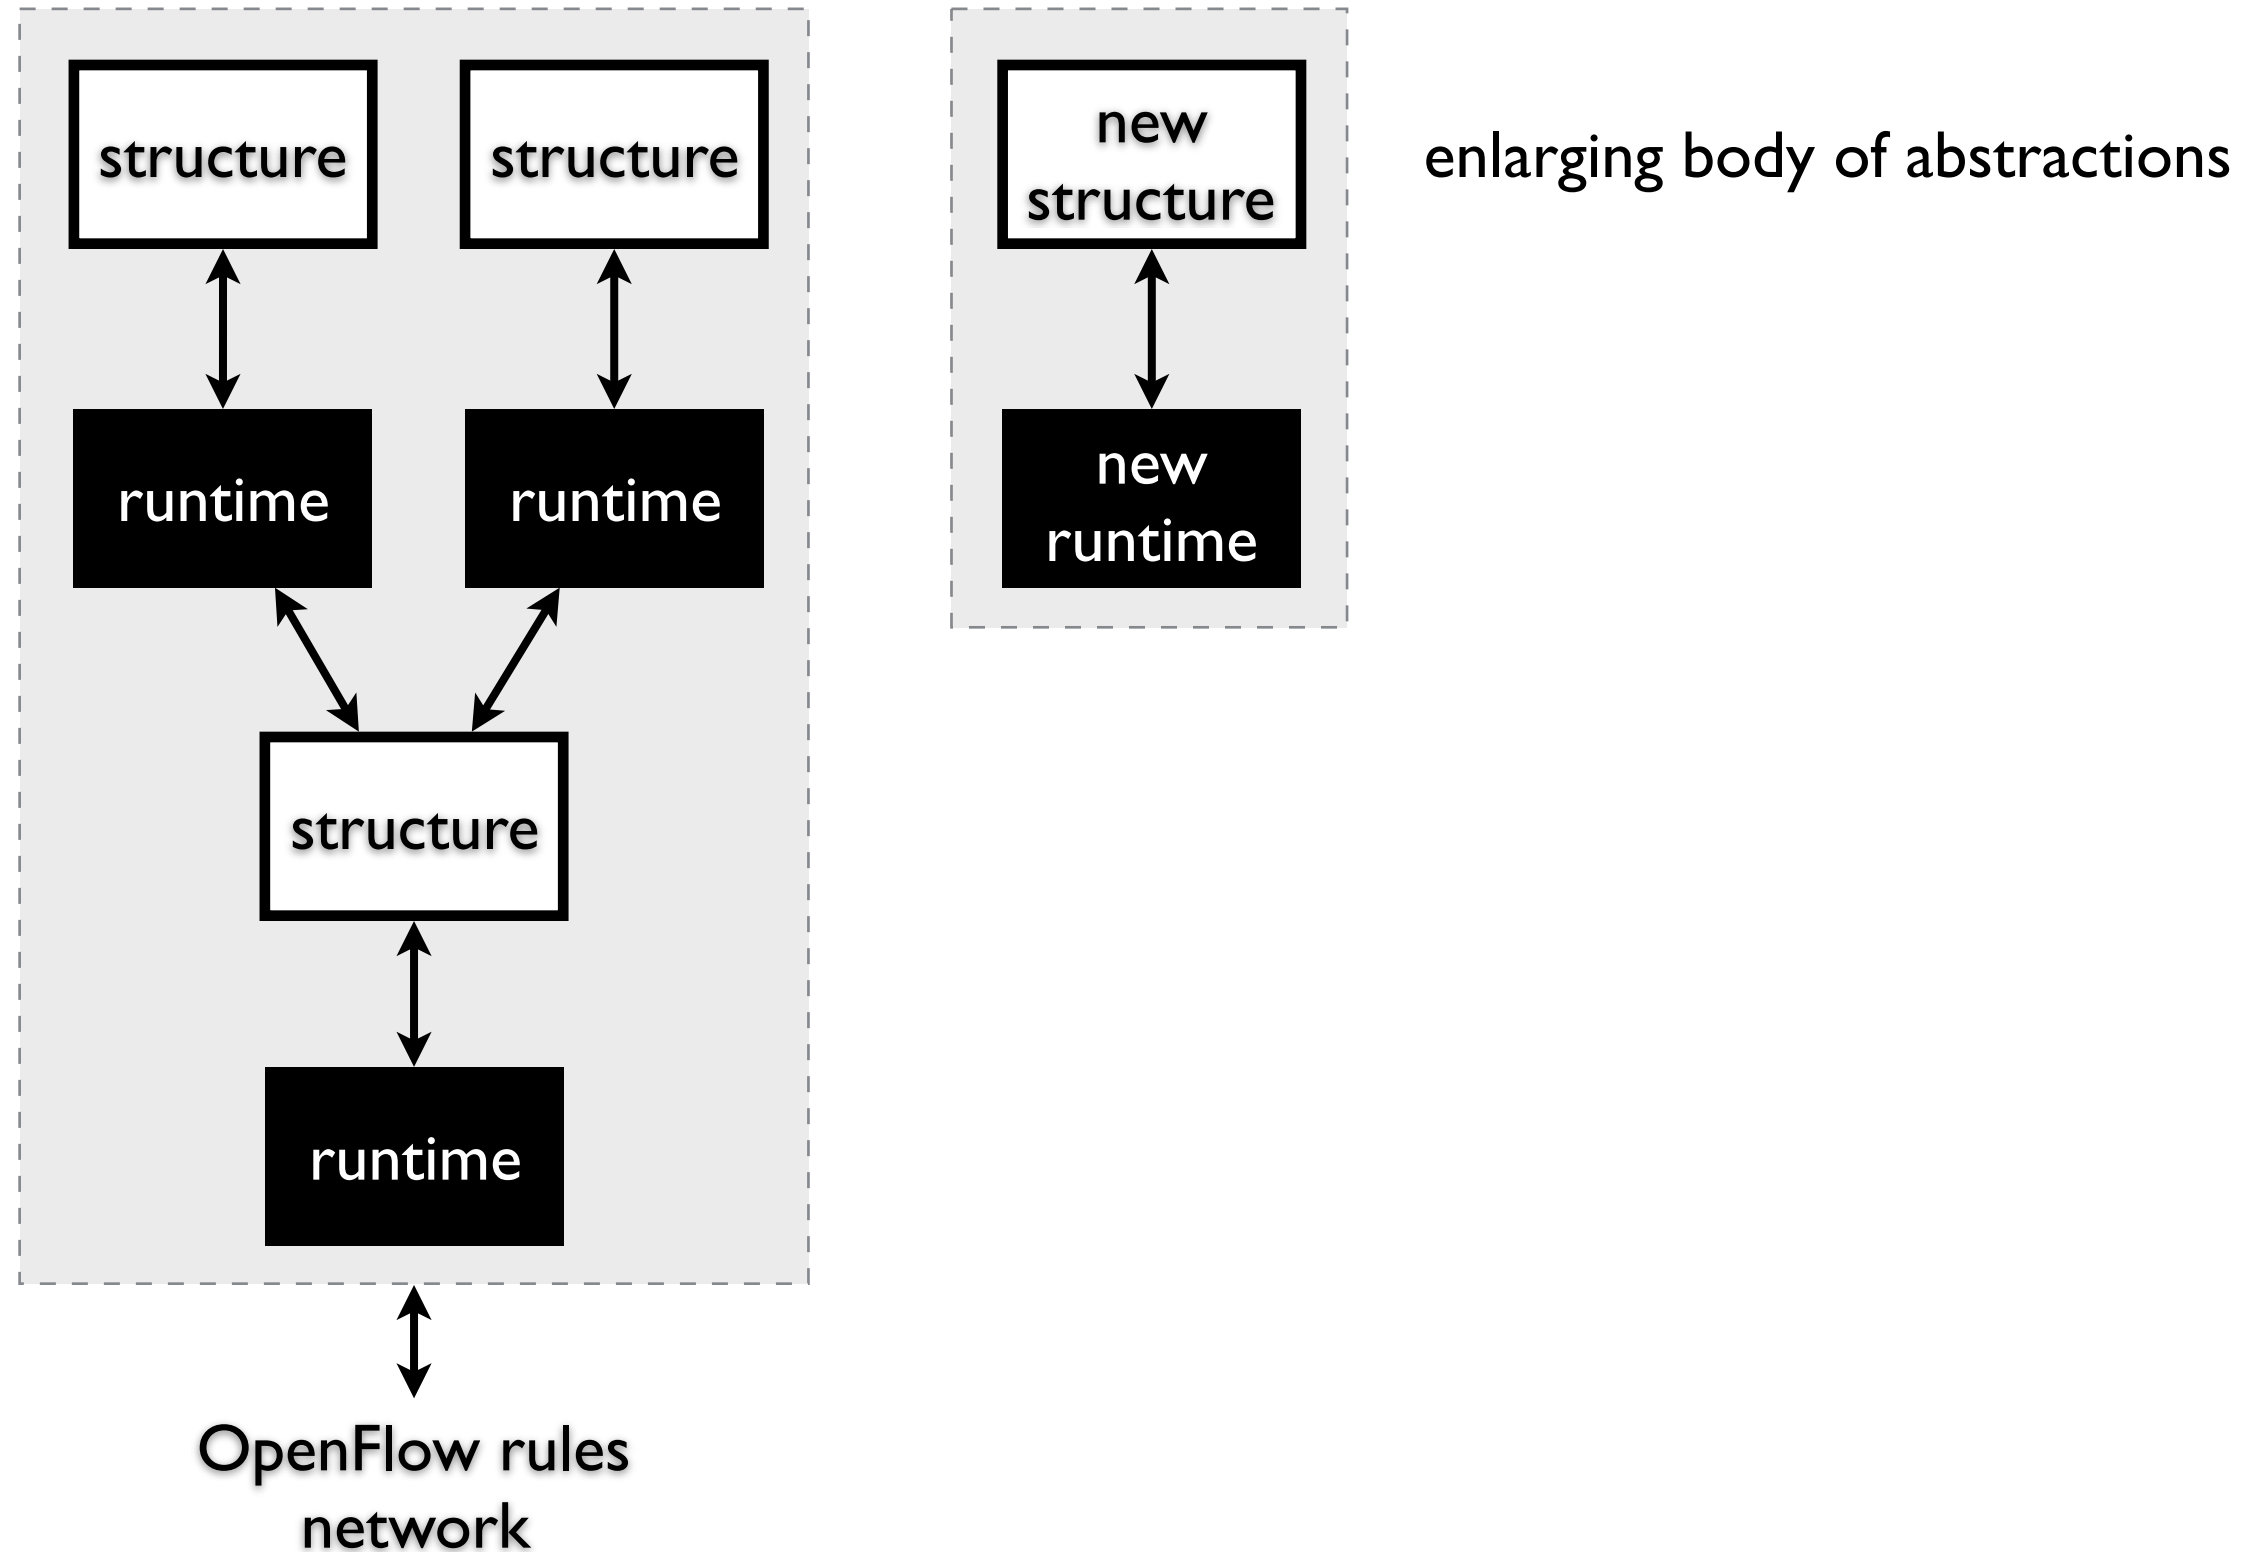 structure
structure
new
structure
enlarging body of abstractions
runtime
runtime
new
runtime
structure
runtime
OpenFlow rules
network